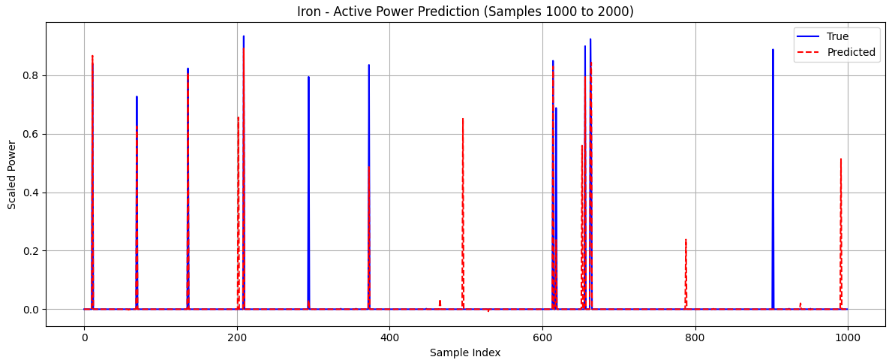 Iron - Active Power Prediction (Samples 1000 to 2000)
True
Predicted
Scaled Power
0.8
0.6
0.4
0.2
0.0
0 200 400 600 800 1000
Sample Index